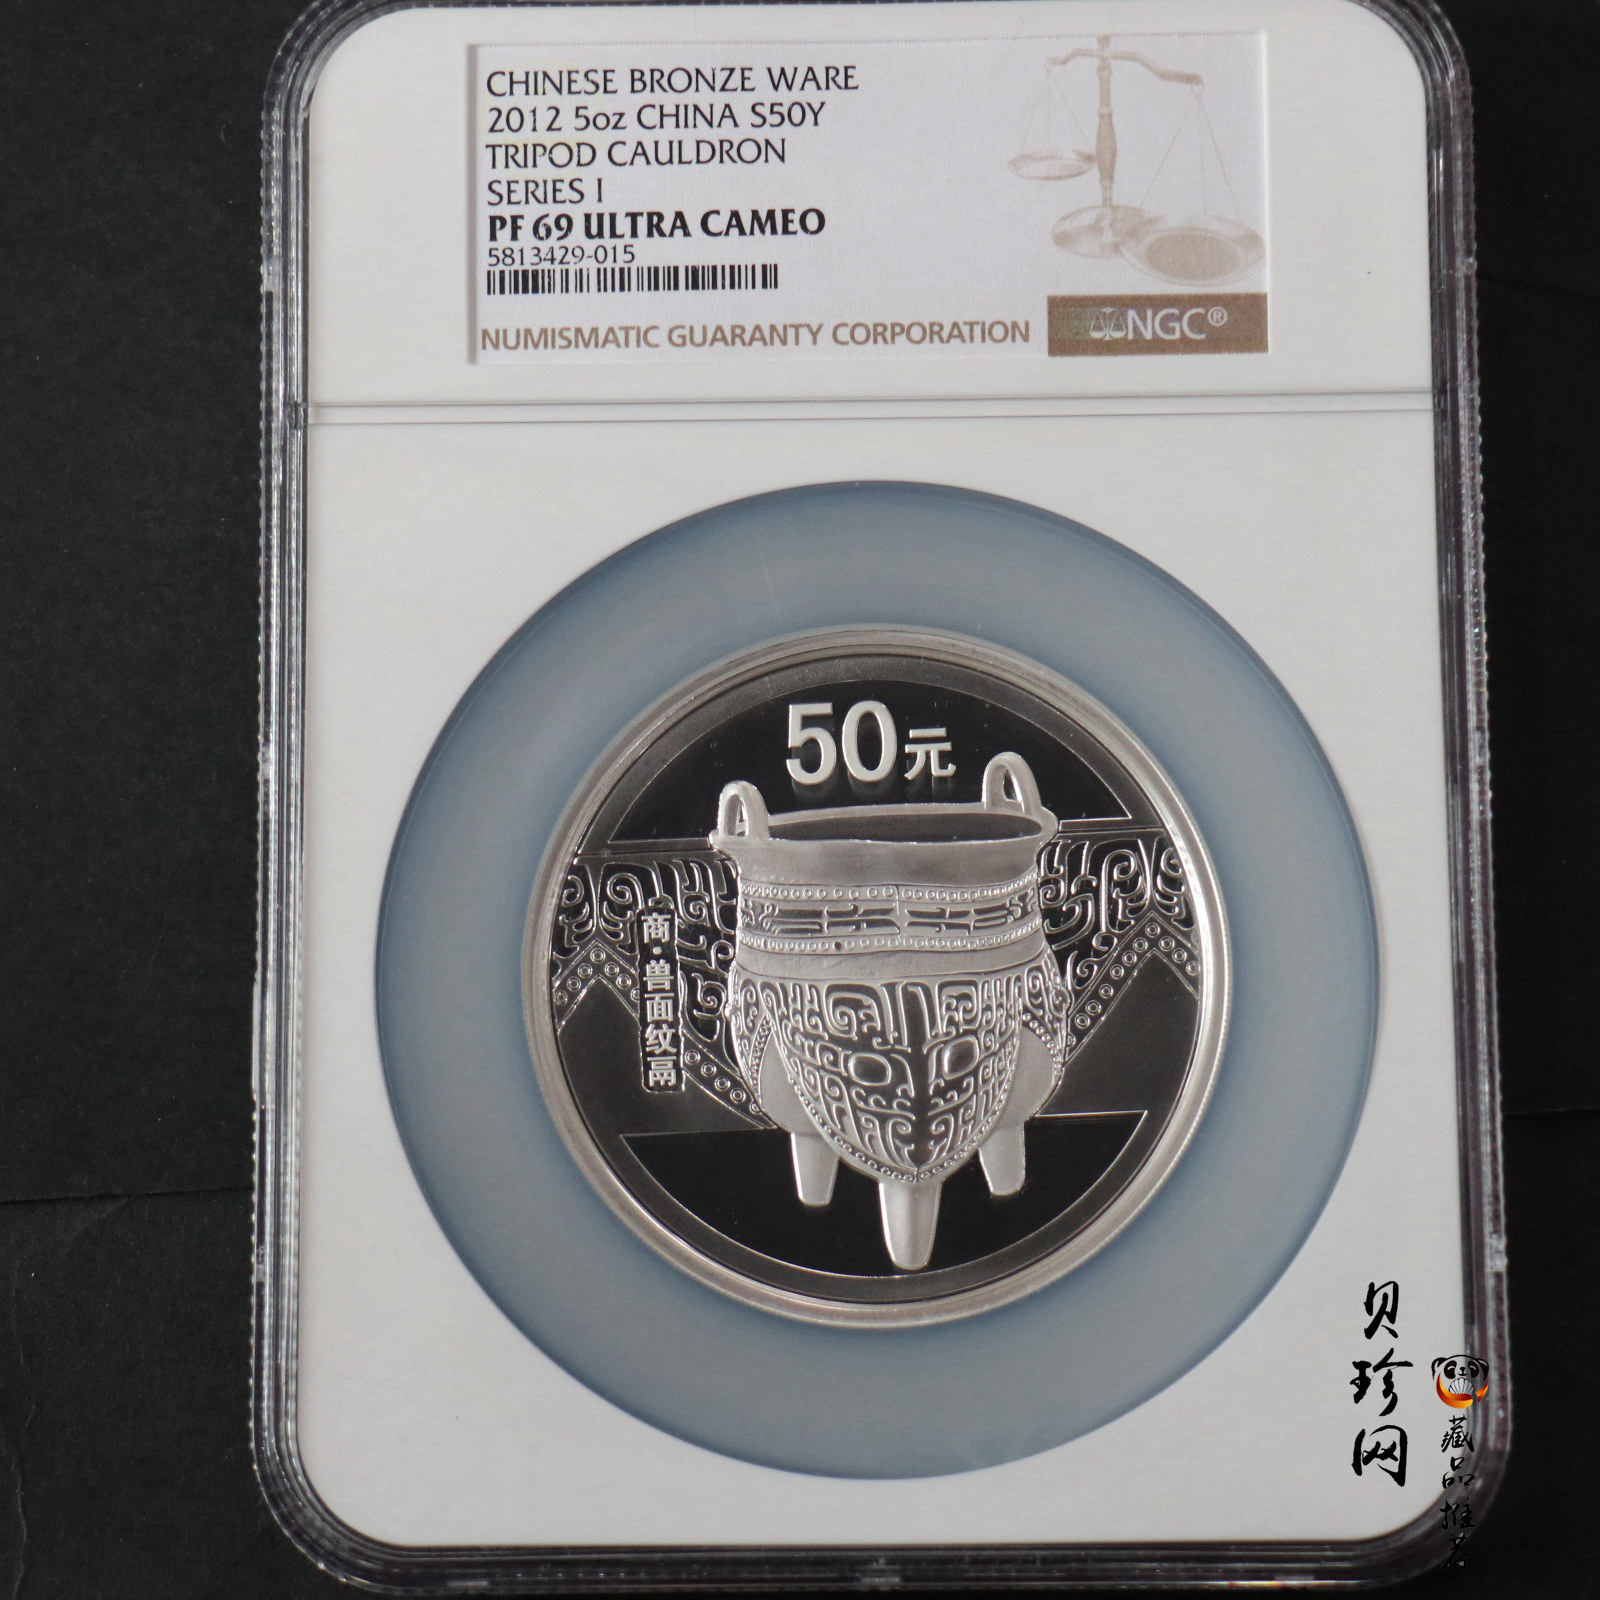 CHINESE BRONZE WARE
2012 5oz CHINA S50Y
TRIPOD CAULDRON
SERIES I
PF 69 ULTRA CAMEO
5813429-015
NUMISMATIC GUARANTY CORPORATION
NGC®
50元
商·兽面纹鬲
贝珍网
藏品推荐